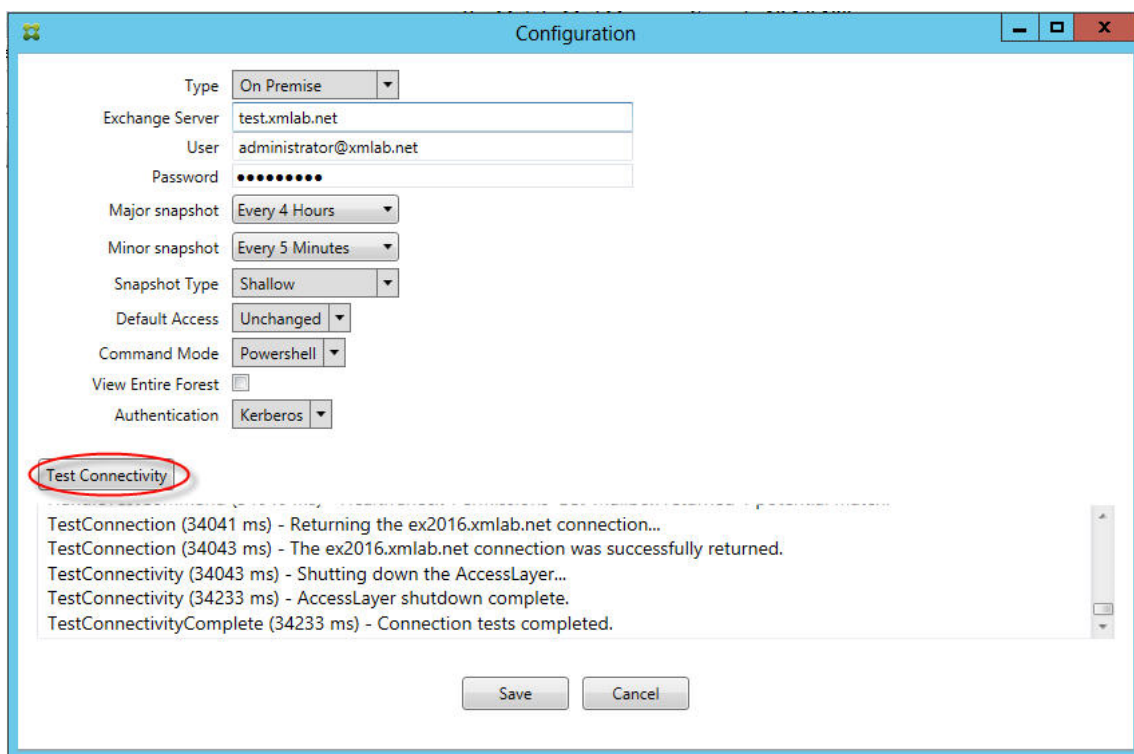 Configuration
Type On Premise
Exchange Server test.xmlab.net
User administrator@xmlab.net
Password •••••••••
Major snapshot Every 4 Hours
Minor snapshot Every 5 Minutes
Snapshot Type Shallow
Default Access Unchanged
Command Mode Powershell
View Entire Forest
Authentication Kerberos
Test Connectivity
TestConnection (34041 ms) - Returning the ex2016.xmlab.net connection...
TestConnection (34043 ms) - The ex2016.xmlab.net connection was successfully returned.
TestConnectivity (34043 ms) - Shutting down the AccessLayer...
TestConnectivity (34233 ms) - AccessLayer shutdown complete.
TestConnectivityComplete (34233 ms) - Connection tests completed.
Save Cancel